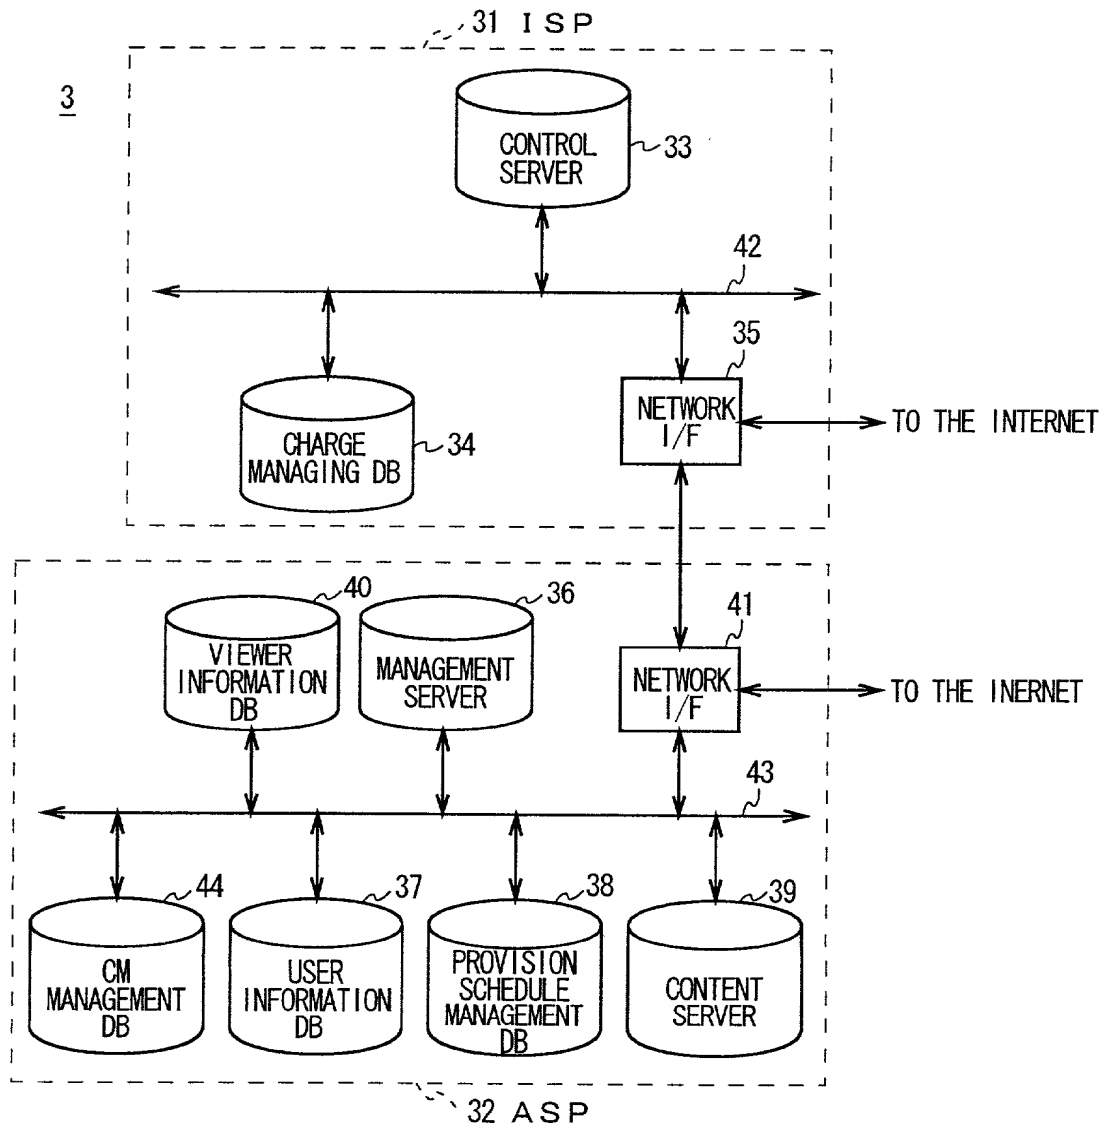 31 ISP
3
CONTROL
SERVER
33
42
35
NETWORK
I/F
TO THE INTERNET
CHARGE
MANAGING DB
34
40
36
41
VIEWER
INFORMATION
DB
MANAGEMENT
SERVER
NETWORK
I/F
TO THE INERNET
43
44
37
38
39
CM
MANAGEMENT
DB
USER
INFORMATION
DB
PROVISION
SCHEDULE
MANAGEMENT
DB
CONTENT
SERVER
32 ASP